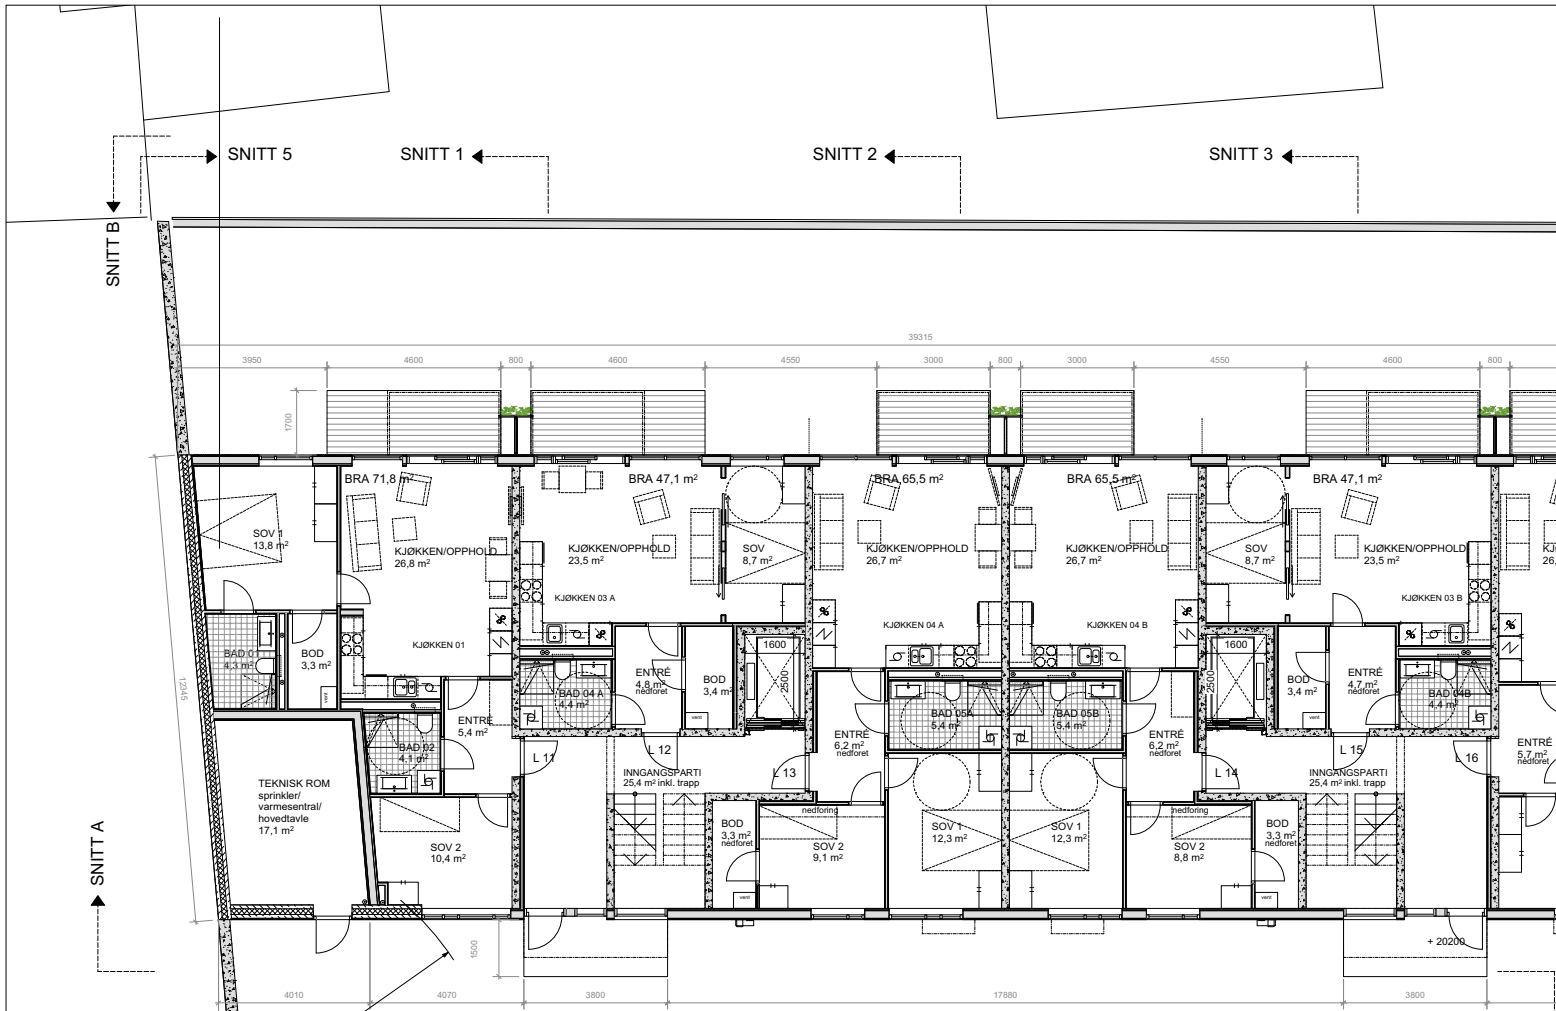 SNITT 5
SNITT 1
SNITT 2
SNITT 3
SNITT B
39315
3950
4600
800
4600
4550
3000
800
3000
4550
4600
800
1700
BRA 71,8 m²
BRA 47,1 m²
BRA 65,5 m²
BRA 65,5 m²
BRA 47,1 m²
SOV 1
13,8 m²
KJØKKEN/OPPHOLD
26,8 m²
KJØKKEN/OPPHOLD
23,5 m²
SOV
8,7 m²
KJØKKEN/OPPHOLD
26,7 m²
KJØKKEN/OPPHOLD
26,7 m²
SOV
8,7 m²
KJØKKEN/OPPHOLD
23,5 m²
KJØ
26,
KJØKKEN 03 A
KJØKKEN 03 B
KJØKKEN 04 A
KJØKKEN 04 B
KJØKKEN 01
1600
2500
1600
2500
BAD 01
4,3 m²
BOD
3,3 m²
vent
12345
BAD 04 A
4,4 m²
ENTRÉ
4,8 m²
nedforet
BOD
3,4 m²
vent
BOD
3,4 m²
vent
ENTRÉ
4,7 m²
nedforet
BAD 04B
4,4 m²
ENTRÉ
5,4 m²
BAD 02
4,1 m²
BAD 05A
5,4 m²
BAD 05B
5,4 m²
ENTRÉ
6,2 m²
nedforet
ENTRÉ
6,2 m²
nedforet
ENTRÉ
5,7 m²
nedforet
L 11
L 12
L 13
L 14
L 15
L 16
INNGANGSPARTI
25,4 m² inkl. trapp
INNGANGSPARTI
25,4 m² inkl. trapp
TEKNISK ROM
sprinkler/
varmesentral/
hovedtavle
17,1 m²
SOV 2
10,4 m²
BOD
3,3 m²
nedforet
vent
nedforing
SOV 2
9,1 m²
SOV 1
12,3 m²
SOV 1
12,3 m²
nedforing
SOV 2
8,8 m²
BOD
3,3 m²
nedforet
vent
SNITT A
1500
+ 20200
4010
4070
3800
17880
3800